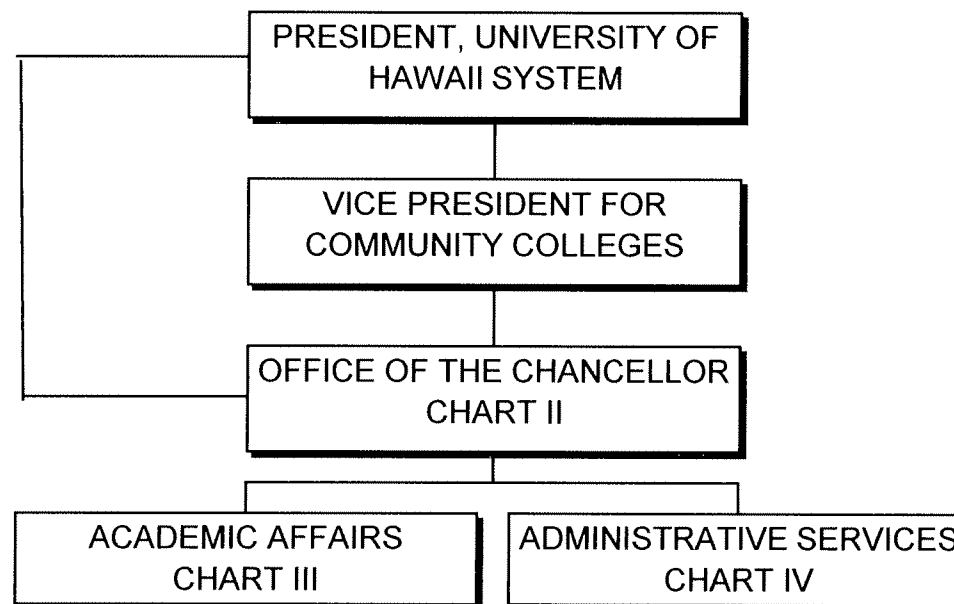 PRESIDENT, UNIVERSITY OF
HAWAII SYSTEM
VICE PRESIDENT FOR
COMMUNITY COLLEGES
OFFICE OF THE CHANCELLOR
CHART II
ACADEMIC AFFAIRS
CHART III
ADMINISTRATIVE SERVICES
CHART IV